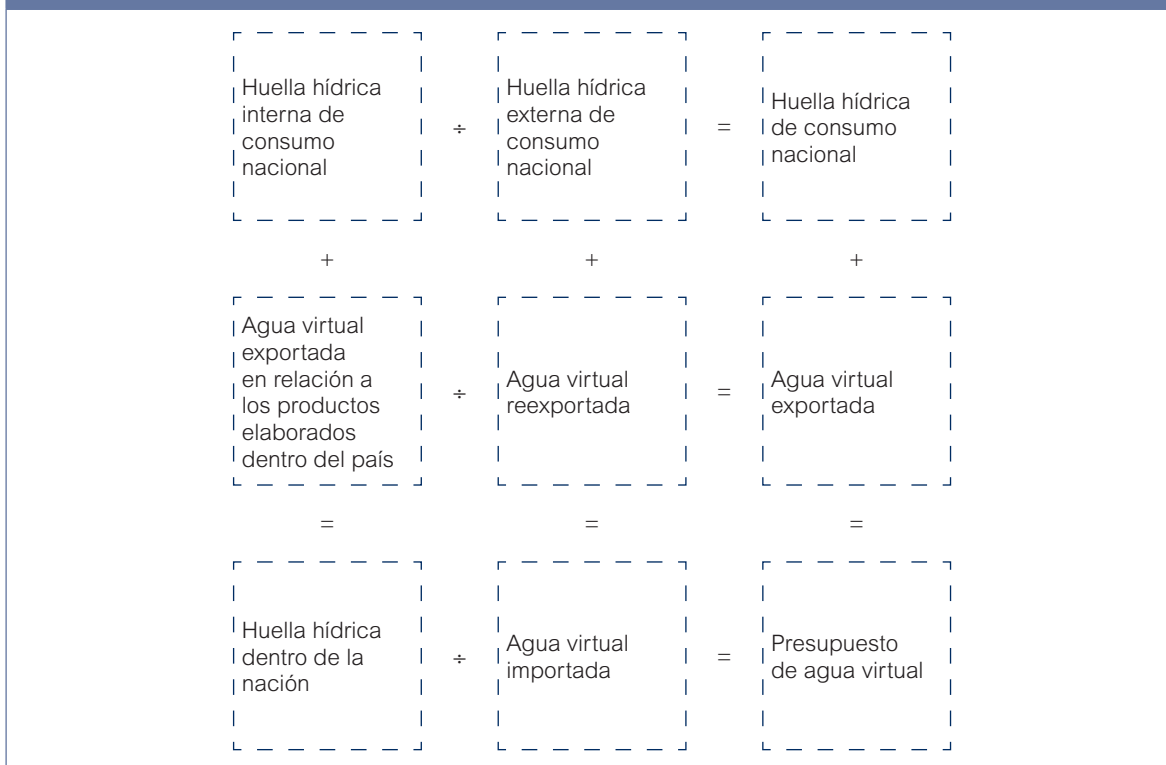 Huella hídrica
interna de
consumo
nacional
÷
Huella hídrica
externa de
consumo
nacional
=
Huella hídrica
de consumo
nacional
+
+
+
Agua virtual
exportada
en relación a
los productos
elaborados
dentro del país
÷
Agua virtual
reexportada
=
Agua virtual
exportada
=
=
=
Huella hídrica
dentro de la
nación
÷
Agua virtual
importada
=
Presupuesto
de agua virtual